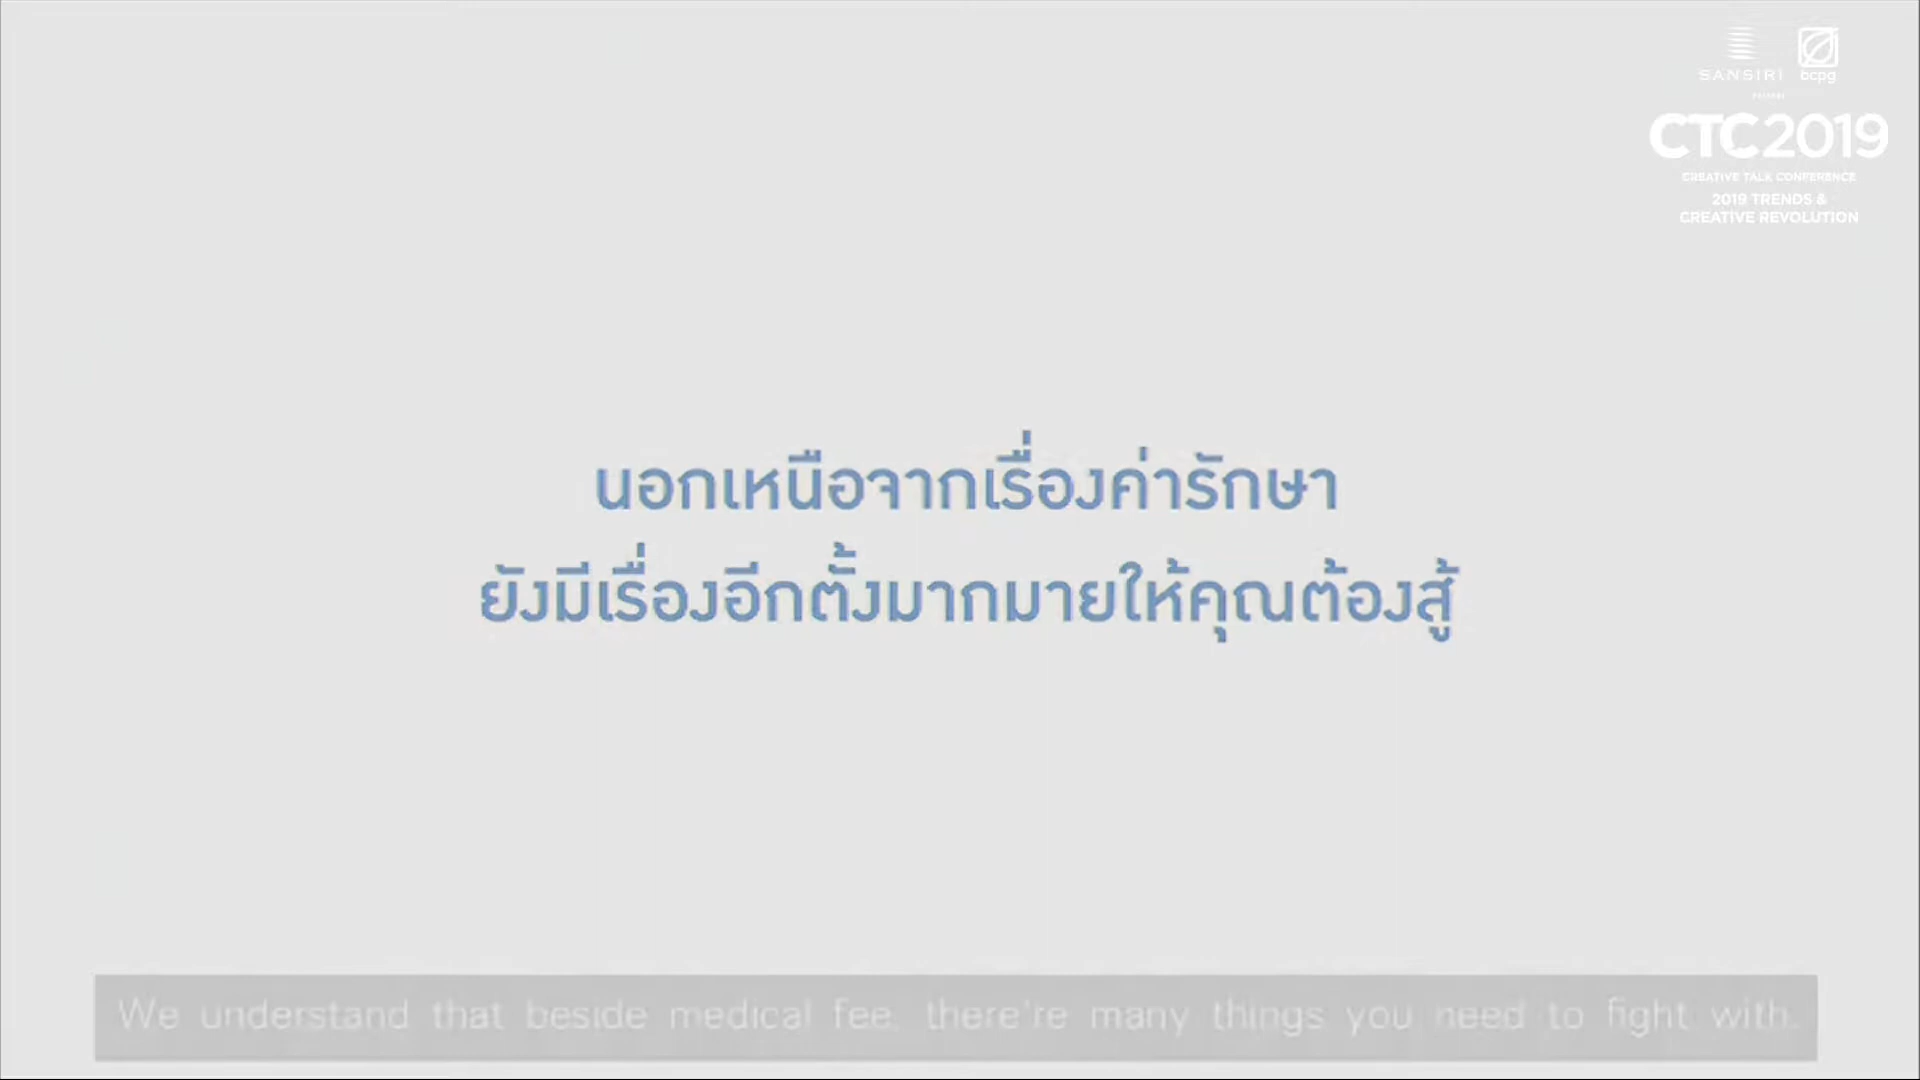 SANSIRI bcpg
CTC2019
CREATIVE TALK CONFERENCE
2019 TRENDS &
CREATIVE REVOLUTION
นอกเหนือจากเรื่องค่ารักษา
ยังมีเรื่องอีกตั้งมากมายให้คุณต้องสู้
We understand that beside medical fee, there're many things you need to fight with.